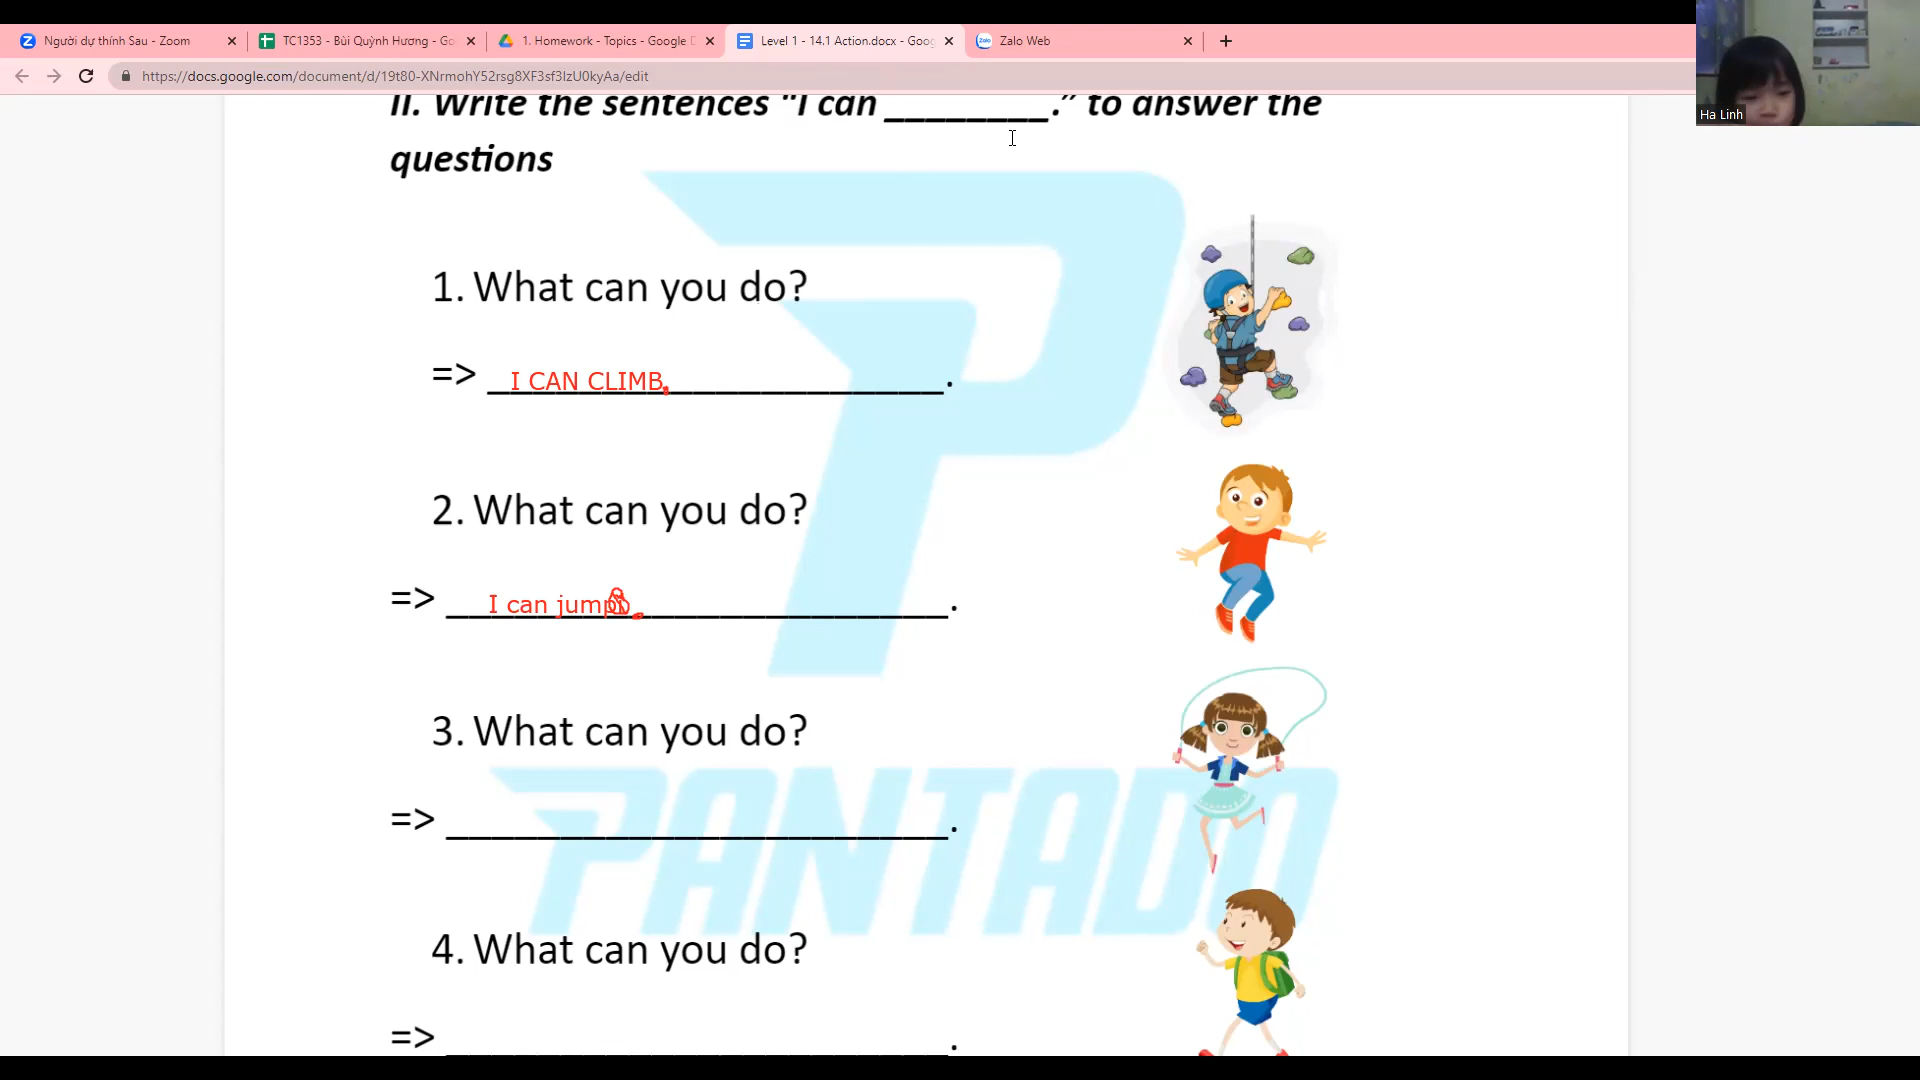 Người dự thính Sau - Zoom
TC1353 - Bùi Quỳnh Hương - Go
1. Homework - Topics - Google D
Level 1 - 14.1 Action.docx - Goog
Zalo Web
https://docs.google.com/document/d/19t80-XNrmohY52rsg8XF3sf3IzU0kyAa/edit
Ha Linh
II. Write the sentences "I can ________." to answer the
questions
1. What can you do?
=> I CAN CLIMB. .
2. What can you do?
=> I can jump . .
3. What can you do?
=> ______________________.
4. What can you do?
=> ______________________.
PANTADO